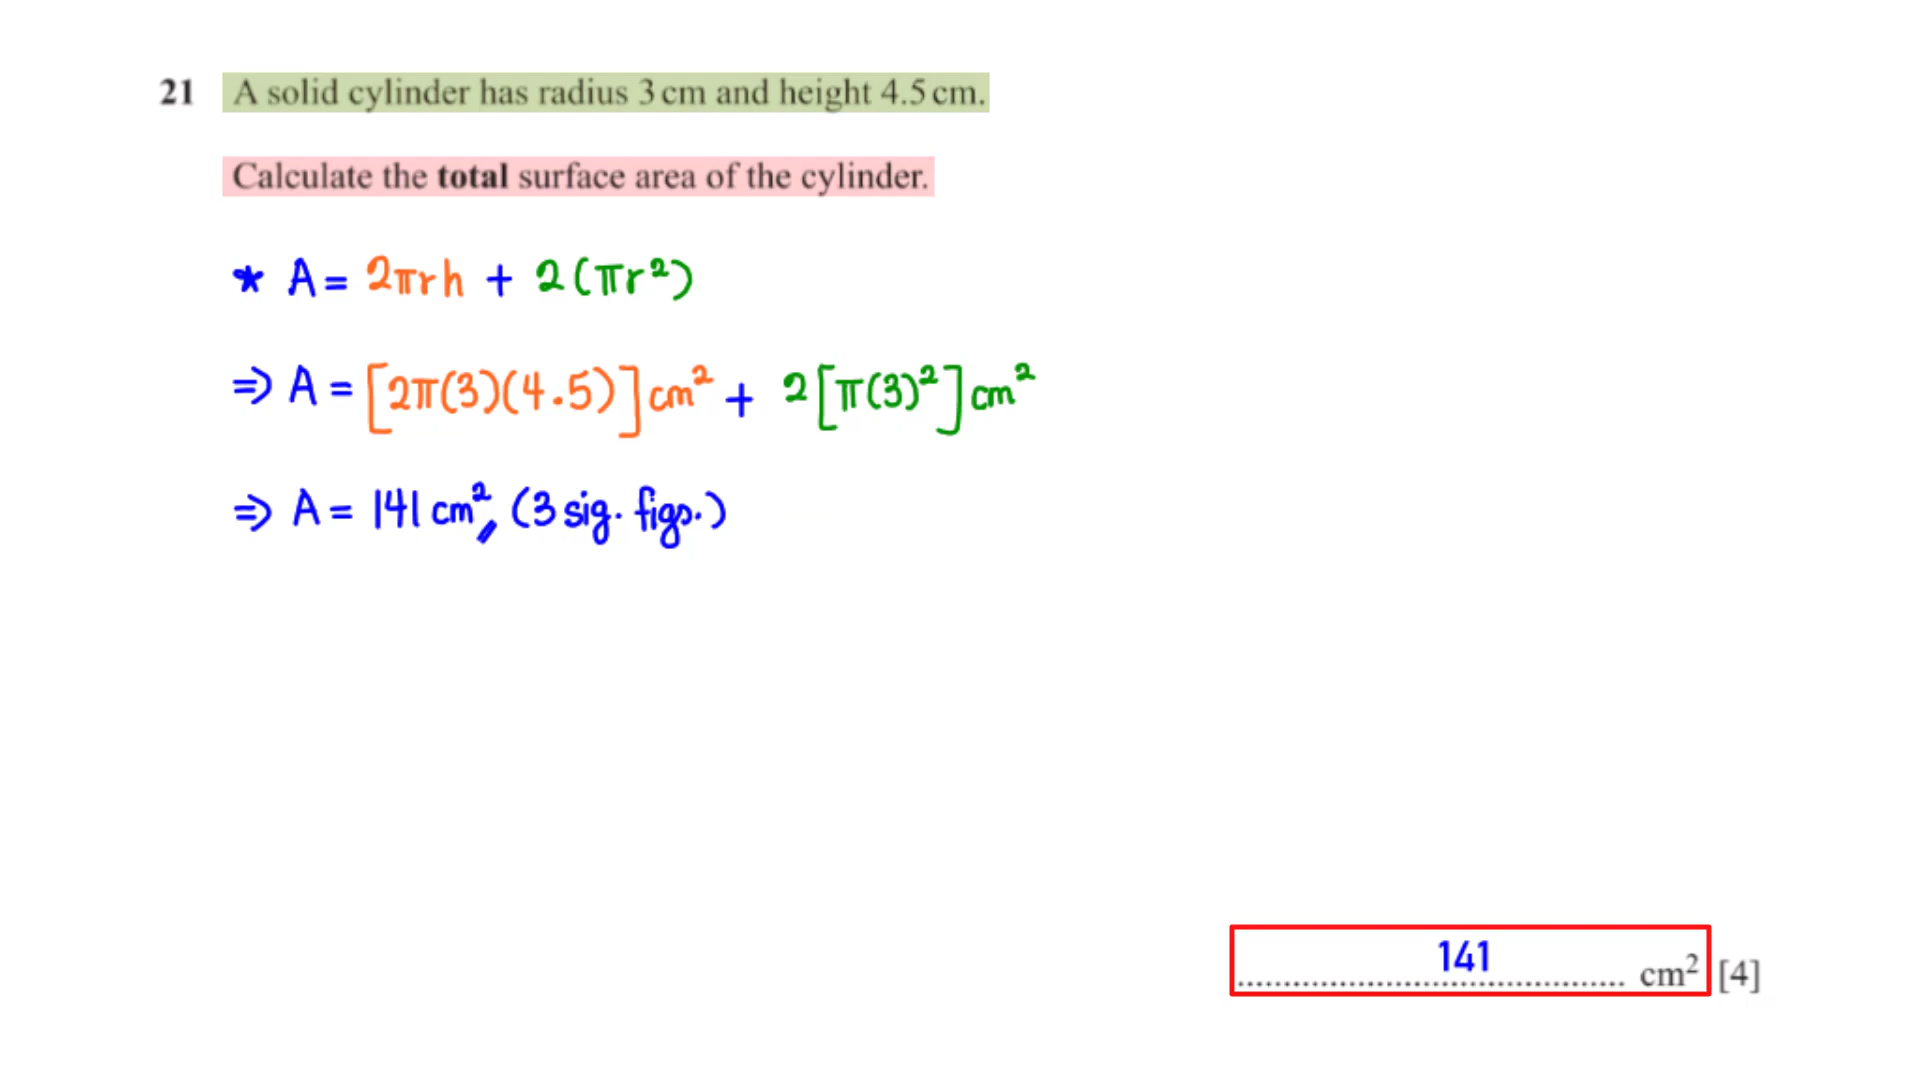 21 A solid cylinder has radius 3 cm and height 4.5 cm.
Calculate the total surface area of the cylinder.
* A = 2πrh + 2(πr²)
⇒ A = [2π(3)(4.5)] cm² + 2[π(3)²] cm²
⇒ A = 141 cm², (3 sig. figs.)
141
.......................................... cm² [4]